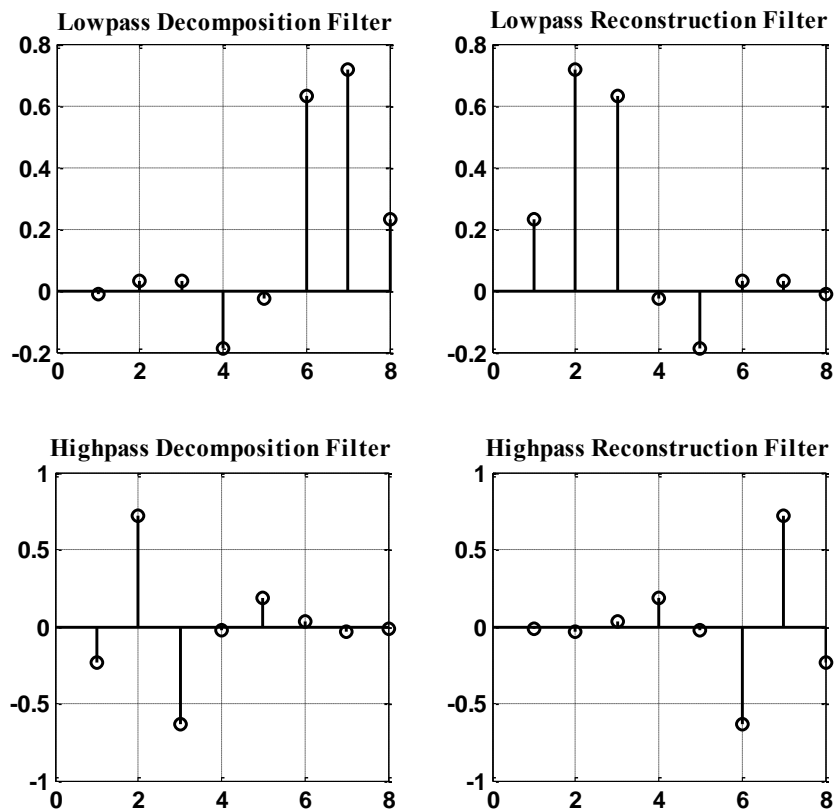 Lowpass Decomposition Filter
0.8
0.6
0.4
0.2
0
-0.2
0 2 4 6 8
Lowpass Reconstruction Filter
0.8
0.6
0.4
0.2
0
-0.2
0 2 4 6 8
Highpass Decomposition Filter
1
0.5
0
-0.5
-1
0 2 4 6 8
Highpass Reconstruction Filter
1
0.5
0
-0.5
-1
0 2 4 6 8